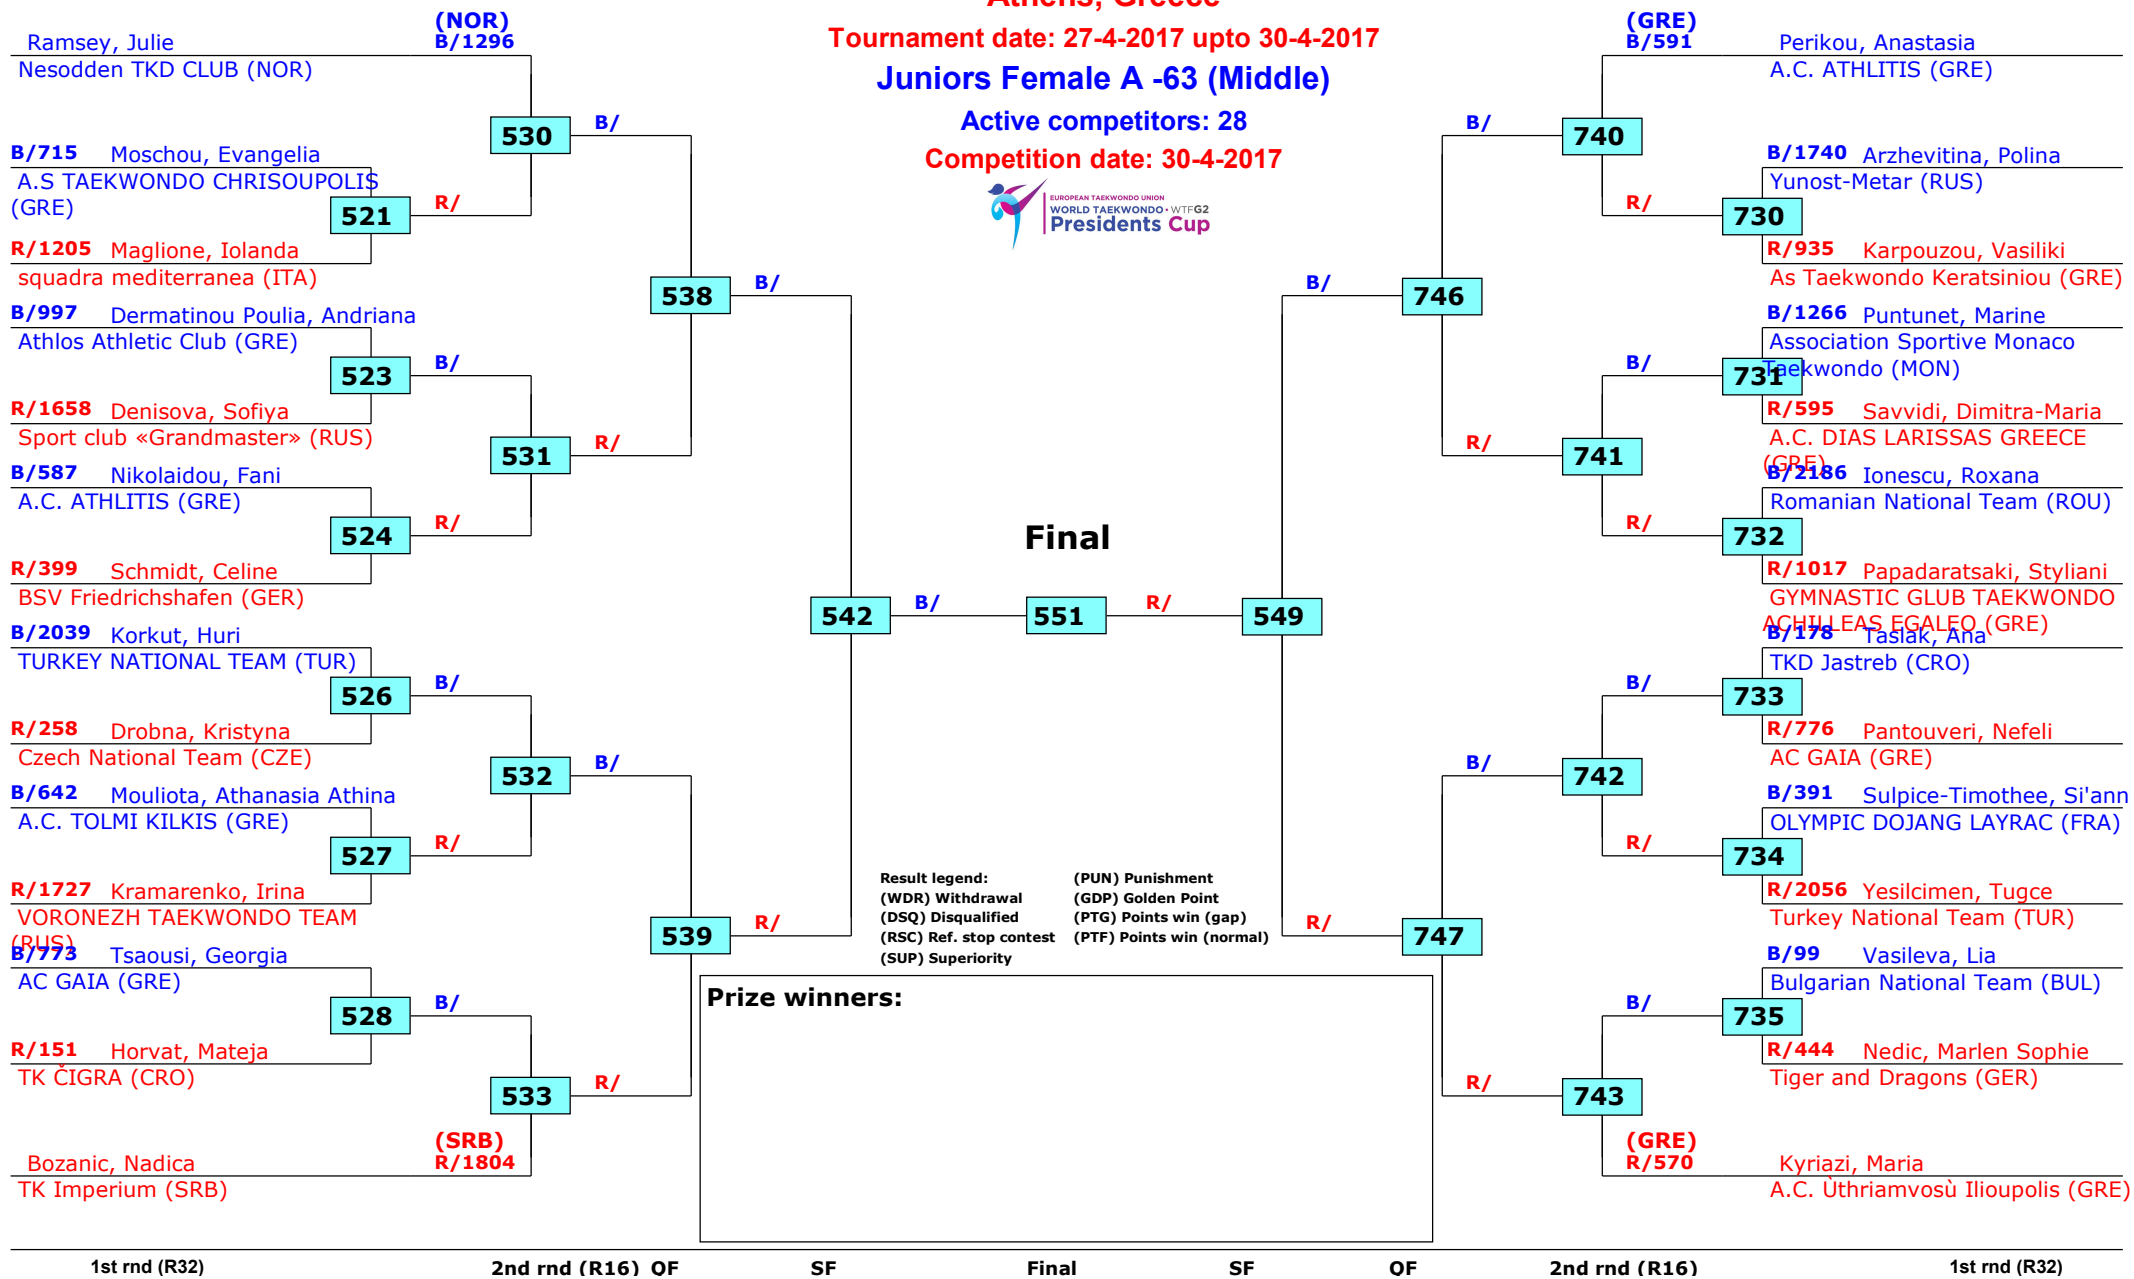 Athens, Greece
Tournament date: 27-4-2017 upto 30-4-2017
Juniors Female A -63 (Middle)
Active competitors: 28
Competition date: 30-4-2017
EUROPEAN TAEKWONDO UNION
WORLD TAEKWONDO • WTFG2
Presidents Cup
(NOR)
Ramsey, Julie B/1296
Nesodden TKD CLUB (NOR)
530
B/
B/715 Moschou, Evangelia
A.S TAEKWONDO CHRISOUPOLIS
(GRE)
521
R/
R/1205 Maglione, Iolanda
squadra mediterranea (ITA)
538
B/
B/997 Dermatinou Poulia, Andriana
Athlos Athletic Club (GRE)
523
B/
R/1658 Denisova, Sofiya
Sport club «Grandmaster» (RUS)
531
R/
B/587 Nikolaidou, Fani
A.C. ATHLITIS (GRE)
524
R/
R/399 Schmidt, Celine
BSV Friedrichshafen (GER)
542
B/
B/2039 Korkut, Huri
TURKEY NATIONAL TEAM (TUR)
526
B/
R/258 Drobna, Kristyna
Czech National Team (CZE)
532
B/
B/642 Mouliota, Athanasia Athina
A.C. TOLMI KILKIS (GRE)
527
R/
R/1727 Kramarenko, Irina
VORONEZH TAEKWONDO TEAM
(RUS)
539
R/
B/773 Tsaousi, Georgia
AC GAIA (GRE)
528
B/
R/151 Horvat, Mateja
TK ČIGRA (CRO)
533
R/
(SRB)
Bozanic, Nadica R/1804
TK Imperium (SRB)
Final
551
R/
549
(GRE)
B/591 Perikou, Anastasia
A.C. ATHLITIS (GRE)
B/
740
B/1740 Arzhevitina, Polina
Yunost-Metar (RUS)
R/
730
R/935 Karpouzou, Vasiliki
As Taekwondo Keratsiniou (GRE)
B/
746
B/1266 Puntunet, Marine
Association Sportive Monaco
Taekwondo (MON)
B/
731
R/595 Savvidi, Dimitra-Maria
A.C. DIAS LARISSAS GREECE
(GRE)
R/
741
B/2186 Ionescu, Roxana
Romanian National Team (ROU)
R/
732
R/1017 Papadaratsaki, Styliani
GYMNASTIC GLUB TAEKWONDO
ACHILLEAS EGALEO (GRE)
B/178 Taslak, Ana
TKD Jastreb (CRO)
B/
733
R/776 Pantouveri, Nefeli
AC GAIA (GRE)
B/
742
B/391 Sulpice-Timothee, Si'ann
OLYMPIC DOJANG LAYRAC (FRA)
R/
734
R/2056 Yesilcimen, Tugce
Turkey National Team (TUR)
R/
747
B/99 Vasileva, Lia
Bulgarian National Team (BUL)
B/
735
R/444 Nedic, Marlen Sophie
Tiger and Dragons (GER)
R/
743
(GRE)
R/570 Kyriazi, Maria
A.C. Ùthriamvosù Ilioupolis (GRE)
Result legend: (PUN) Punishment
(WDR) Withdrawal (GDP) Golden Point
(DSQ) Disqualified (PTG) Points win (gap)
(RSC) Ref. stop contest (PTF) Points win (normal)
(SUP) Superiority
Prize winners:
1st rnd (R32) 2nd rnd (R16) QF SF Final SF QF 2nd rnd (R16) 1st rnd (R32)